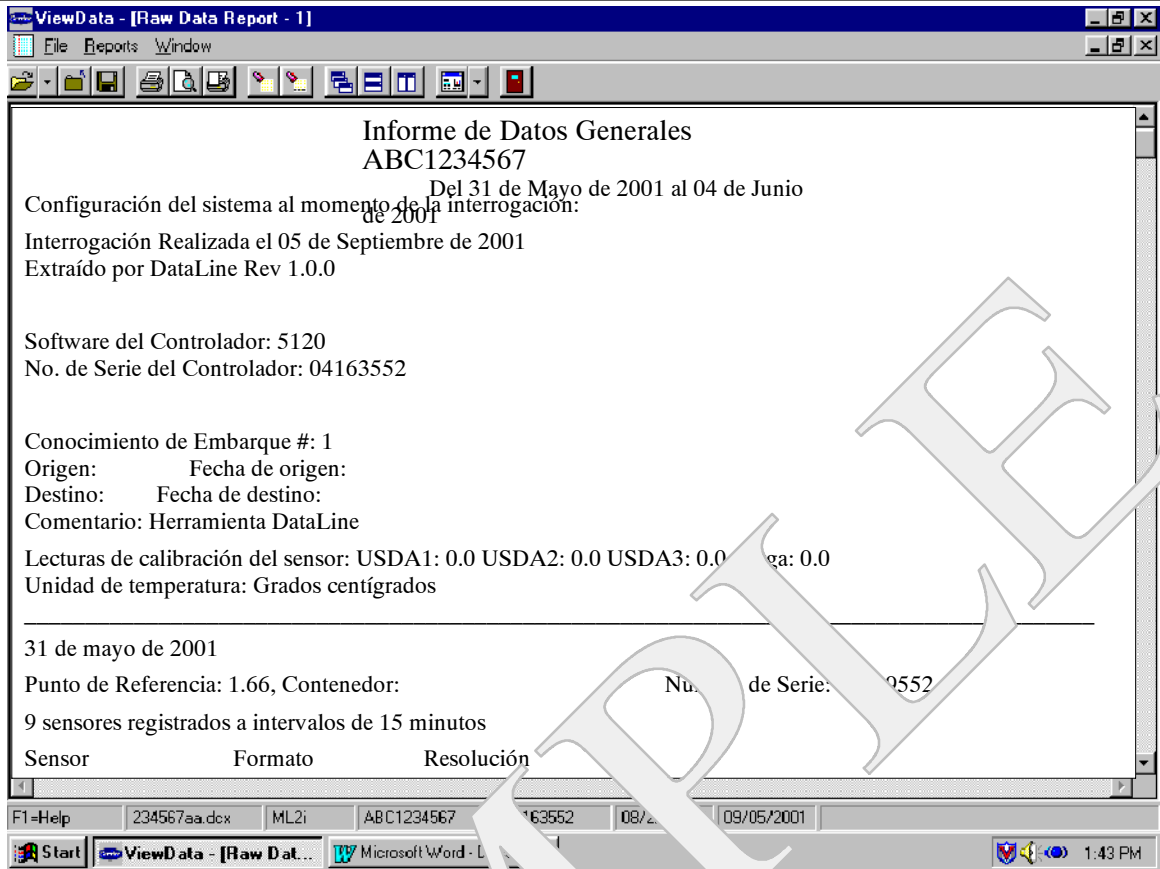 ViewData - [Raw Data Report - 1]
File Reports Window
Informe de Datos Generales
ABC1234567
Del 31 de Mayo de 2001 al 04 de Junio
de 2001
Configuración del sistema al momento de la interrogación:
Interrogación Realizada el 05 de Septiembre de 2001
Extraído por DataLine Rev 1.0.0
Software del Controlador: 5120
No. de Serie del Controlador: 04163552
Conocimiento de Embarque #: 1
Origen: Fecha de origen:
Destino: Fecha de destino:
Comentario: Herramienta DataLine
Lecturas de calibración del sensor: USDA1: 0.0 USDA2: 0.0 USDA3: 0.0 : 0.0
Unidad de temperatura: Grados centígrados
31 de mayo de 2001
Punto de Referencia: 1.66, Contenedor: de Serie:
9 sensores registrados a intervalos de 15 minutos
Sensor Formato Resolución
F1=Help 234567aa.dcx ML2i ABC1234567 09/05/2001
Start ViewData - [Raw Dat... Microsoft Word - 1:43 PM
MPLE